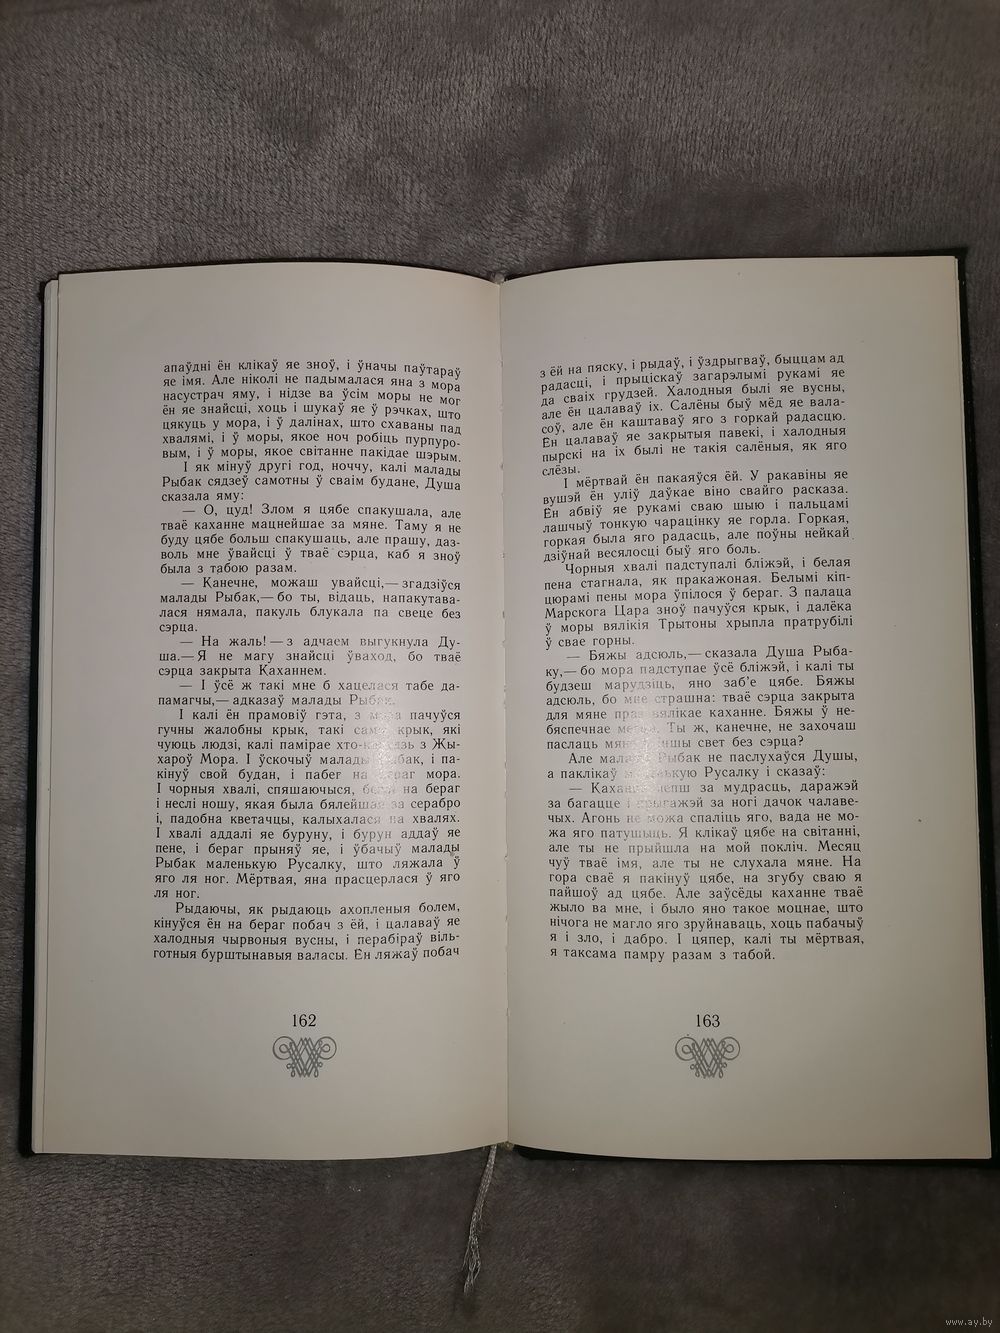 апаўдні ён клікаў яе зноў, і ўначы паўтараў
яе імя. Але ніколі не падымалася яна з мора
насустрач яму, і нідзе ва ўсім моры не мог
ён яе знайсці, хоць і шукаў яе ў рэчках, што
цякуць у мора, і ў далінах, што схаваны пад
хвалямі, і ў моры, якое ноч робіць пурпуро-
вым, і ў моры, якое світанне пакідае шэрым.
І як мінуў другі год, ноччу, калі малады
Рыбак сядзеў самотны ў сваім будане, Душа
сказала яму:
— О, цуд! Злом я цябе спакушала, але
тваё каханне мацнейшае за мяне. Таму я не
буду цябе больш спакушаць, але прашу, даз-
воль мне ўвайсці ў тваё сэрца, каб я зноў
была з табою разам.
— Канечне, можаш увайсці,— згадзіўся
малады Рыбак,— бо ты, відаць, напакутава-
лася нямала, пакуль блукала па свеце без
сэрца.
— На жаль! — з адчаем выгукнула Ду-
ша.— Я не магу знайсці ўваход, бо тваё
сэрца закрыта Каханнем.
— І ўсё ж такі мне б хацелася табе да-
памагчы,— адказаў малады Рыбак.
І калі ён прамовіў гэта, з мора пачуўся
гучны жалобны крык, такі самы крык, які
чуюць людзі, калі памірае хто-небудзь з Жы-
хароў Мора. І ўскочыў малады Рыбак, і па-
кінуў свой будан, і пабег на бераг мора.
І чорныя хвалі, спяшаючыся, беглі на бераг
і неслі ношу, якая была бялейшая за серабро
і, падобна кветачцы, калыхалася на хвалях.
І хвалі аддалі яе буруну, і бурун аддаў яе
пене, і бераг прыняў яе, і ўбачыў малады
Рыбак маленькую Русалку, што ляжала ў
яго ля ног. Мёртвая, яна прасцерлася ў яго
ля ног.
Рыдаючы, як рыдаюць ахопленыя болем,
кінуўся ён на бераг побач з ёй, і цалаваў яе
халодныя чырвоныя вусны, і перабіраў віль-
готныя бурштынавыя валасы. Ён ляжаў побач
162
з ёй на пяску, і рыдаў, і ўздрыгваў, быццам ад
радасці, і прыціскаў загарэлымі рукамі яе
да сваіх грудзей. Халодныя былі яе вусны,
але ён цалаваў іх. Салёны быў мёд яе вала-
соў, але ён каштаваў яго з горкай радасцю.
Ён цалаваў яе закрытыя павекі, і халодныя
пырскі на іх былі не такія салёныя, як яго
слёзы.
І мёртвай ён пакаяўся ёй. У ракавіны яе
вушэй ён уліў даўкае віно свайго расказа.
Ён абвіў яе рукамі сваю шыю і пальцамі
лашчыў тонкую чарацінку яе горла. Горкая,
горкая была яго радасць, але поўны нейкай
дзіўнай весялосці быў яго боль.
Чорныя хвалі падступалі бліжэй, і белая
пена стагнала, як пракажоная. Белымі кіп-
цюрамі пены мора ўпілося ў бераг. З палаца
Марскога Цара зноў пачуўся крык, і далёка
ў моры вялікія Трытоны хрыпла пратрубілі
ў свае горны.
— Бяжы адсюль,— сказала Душа Рыба-
ку,— бо мора падступае ўсё бліжэй, і калі ты
будзеш марудзіць, яно заб'е цябе. Бяжы
адсюль, бо мне страшна: тваё сэрца закрыта
для мяне праз вялікае каханне. Бяжы ў не-
бяспечнае месца. Ты ж, канечне, не захочаш
паслаць мяне ў іншы свет без сэрца?
Але малады Рыбак не паслухаўся Душы,
а паклікаў маленькую Русалку і сказаў:
— Каханне лепш за мудрасць, даражэй
за багацце і прыгажэй за ногі дачок чалаве-
чых. Агонь не можа спаліць яго, вада не мо-
жа яго патушыць. Я клікаў цябе на світанні,
але ты не прыйшла на мой покліч. Месяц
чуў тваё імя, але ты не слухала мяне. На
гора сваё я пакінуў цябе, на згубу сваю я
пайшоў ад цябе. Але заўсёды каханне тваё
жыло ва мне, і было яно такое моцнае, што
нічога не магло яго зруйнаваць, хоць пабачыў
я і зло, і дабро. І цяпер, калі ты мёртвая,
я таксама памру разам з табой.
163
www.ay.by